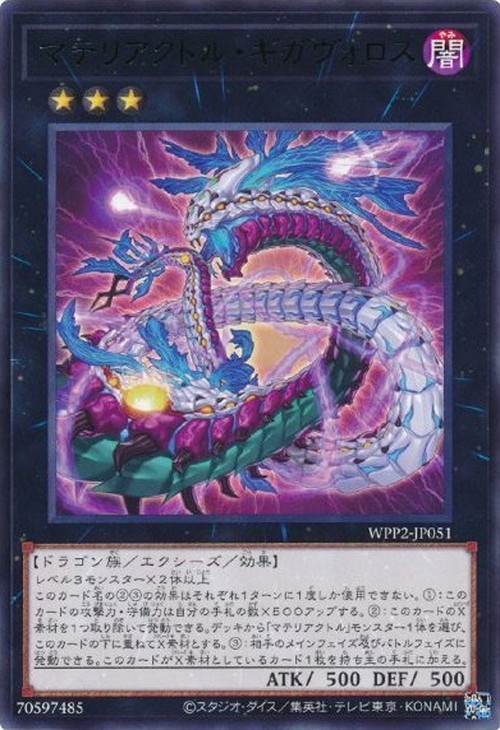 マテリアクトル・ギガヴォロス
闇
やみ
WPP2-JP051
【ドラゴン族／エクシーズ／効果】
レベル３モンスター×２体以上
このカード名の②③の効果はそれぞれ１ターンに１度しか使用できない。①：こ
のカードの攻撃力・守備力は自分の手札の数×５００アップする。②：このカードのX
素材を１つ取り除いて発動できる。デッキから「マテリアクトル」モンスター１体を選び、
このカードの下に重ねてX素材とする。③：相手のメインフェイズ及びバトルフェイズに
発動できる。このカードがX素材としているカード１枚を持ち主の手札に加える。
ATK/ 500 DEF/ 500
70597485
©スタジオ・ダイス／集英社・テレビ東京・KONAMI